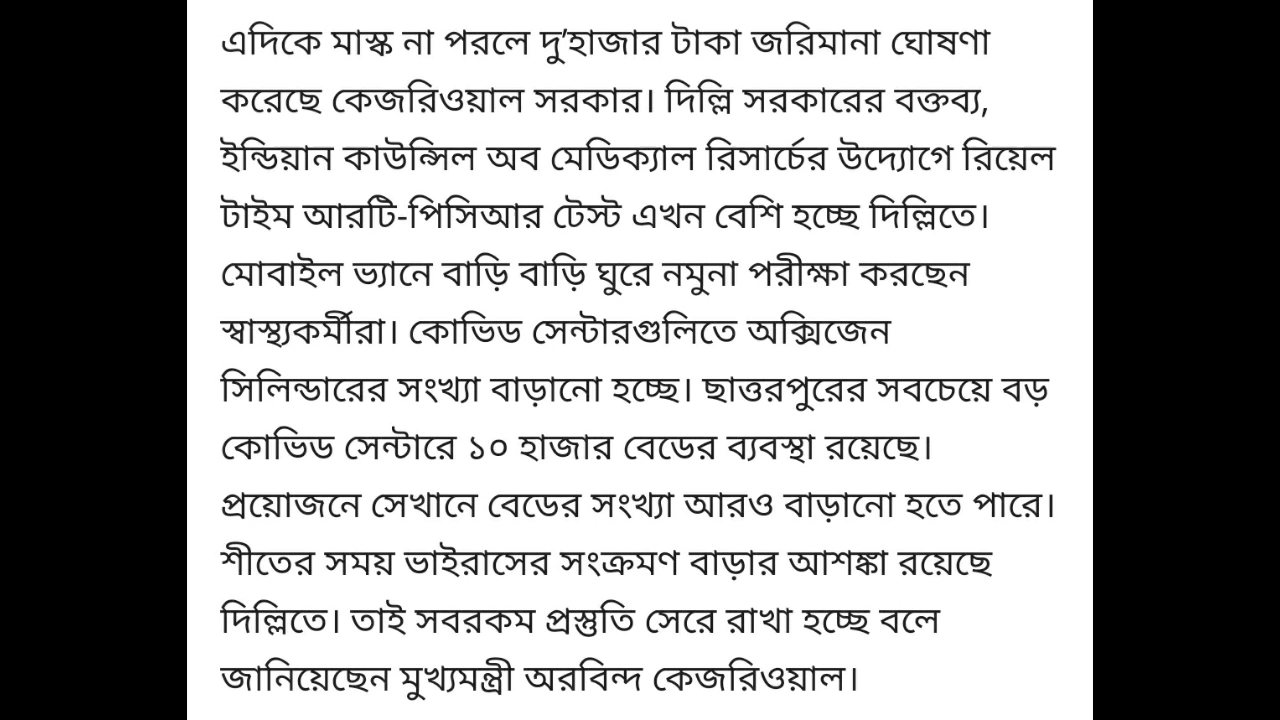 এদিকে মাস্ক না পরলে দু’হাজার টাকা জরিমানা ঘোষণা
করেছে কেজরিওয়াল সরকার। দিল্লি সরকারের বক্তব্য,
ইন্ডিয়ান কাউন্সিল অব মেডিক্যাল রিসার্চের উদ্যোগে রিয়েল
টাইম আরটি-পিসিআর টেস্ট এখন বেশি হচ্ছে দিল্লিতে।
মোবাইল ভ্যানে বাড়ি বাড়ি ঘুরে নমুনা পরীক্ষা করছেন
স্বাস্থ্যকর্মীরা। কোভিড সেন্টারগুলিতে অক্সিজেন
সিলিন্ডারের সংখ্যা বাড়ানো হচ্ছে। ছাত্তরপুরের সবচেয়ে বড়
কোভিড সেন্টারে ১০ হাজার বেডের ব্যবস্থা রয়েছে।
প্রয়োজনে সেখানে বেডের সংখ্যা আরও বাড়ানো হতে পারে।
শীতের সময় ভাইরাসের সংক্রমণ বাড়ার আশঙ্কা রয়েছে
দিল্লিতে। তাই সবরকম প্রস্তুতি সেরে রাখা হচ্ছে বলে
জানিয়েছেন মুখ্যমন্ত্রী অরবিন্দ কেজরিওয়াল।